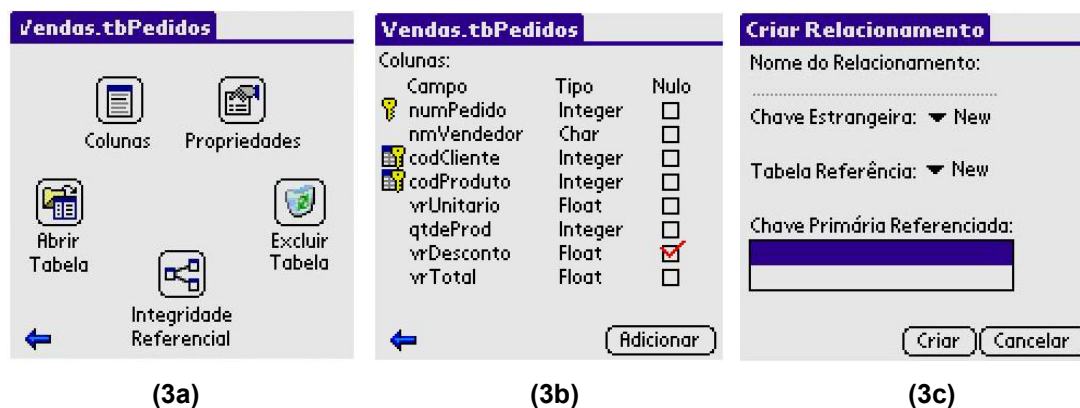 Vendas.tbPedidos
Colunas
Propriedades
Abrir
Tabela
Excluir
Tabela
Integridade
Referencial
(3a)
Vendas.tbPedidos
Colunas:
Campo Tipo Nulo
numPedido Integer
nmVendedor Char
codCliente Integer
codProduto Integer
vrUnitario Float
qtdeProd Integer
vrDesconto Float
vrTotal Float
Adicionar
(3b)
Criar Relacionamento
Nome do Relacionamento:
Chave Estrangeira: New
Tabela Referência: New
Chave Primária Referenciada:
Criar Cancelar
(3c)